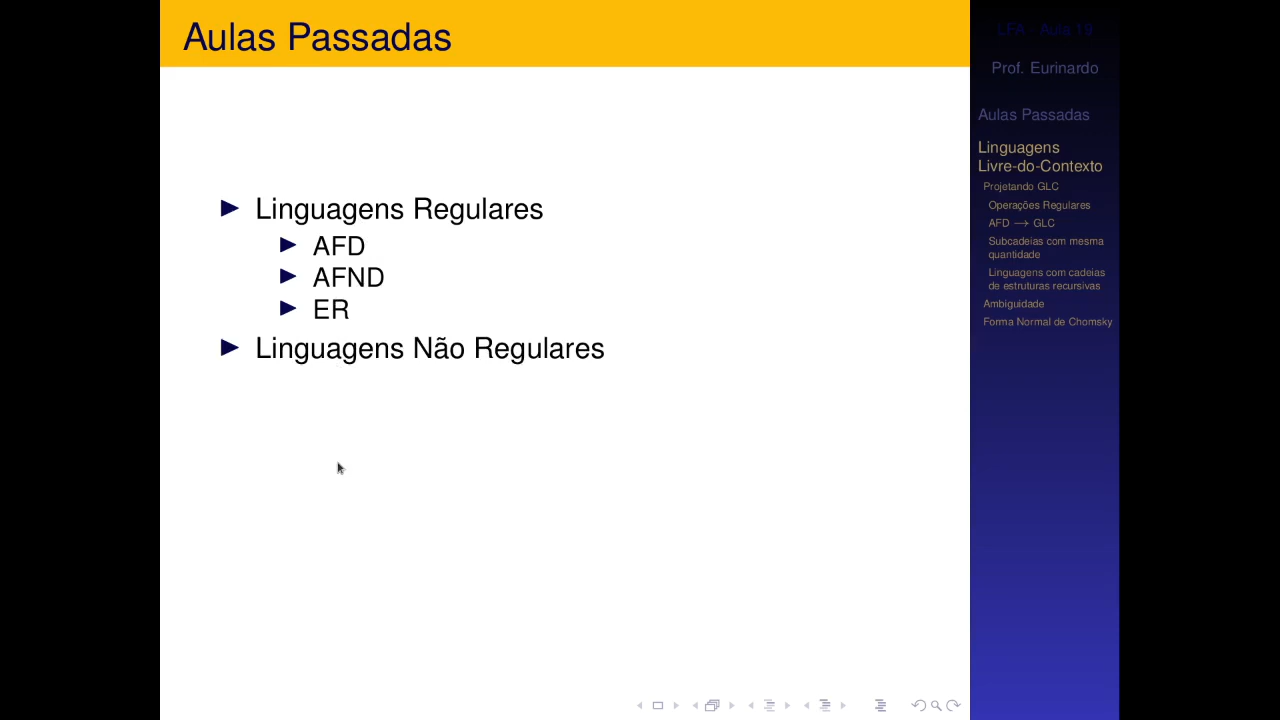 Aulas Passadas
Linguagens Regulares
AFD
AFND
ER
Linguagens Não Regulares
LFA - Aula 19
Prof. Eurinardo
Aulas Passadas
Linguagens
Livre-do-Contexto
Projetando GLC
Operações Regulares
AFD → GLC
Subcadeias com mesma
quantidade
Linguagens com cadeias
de estruturas recursivas
Ambiguidade
Forma Normal de Chomsky